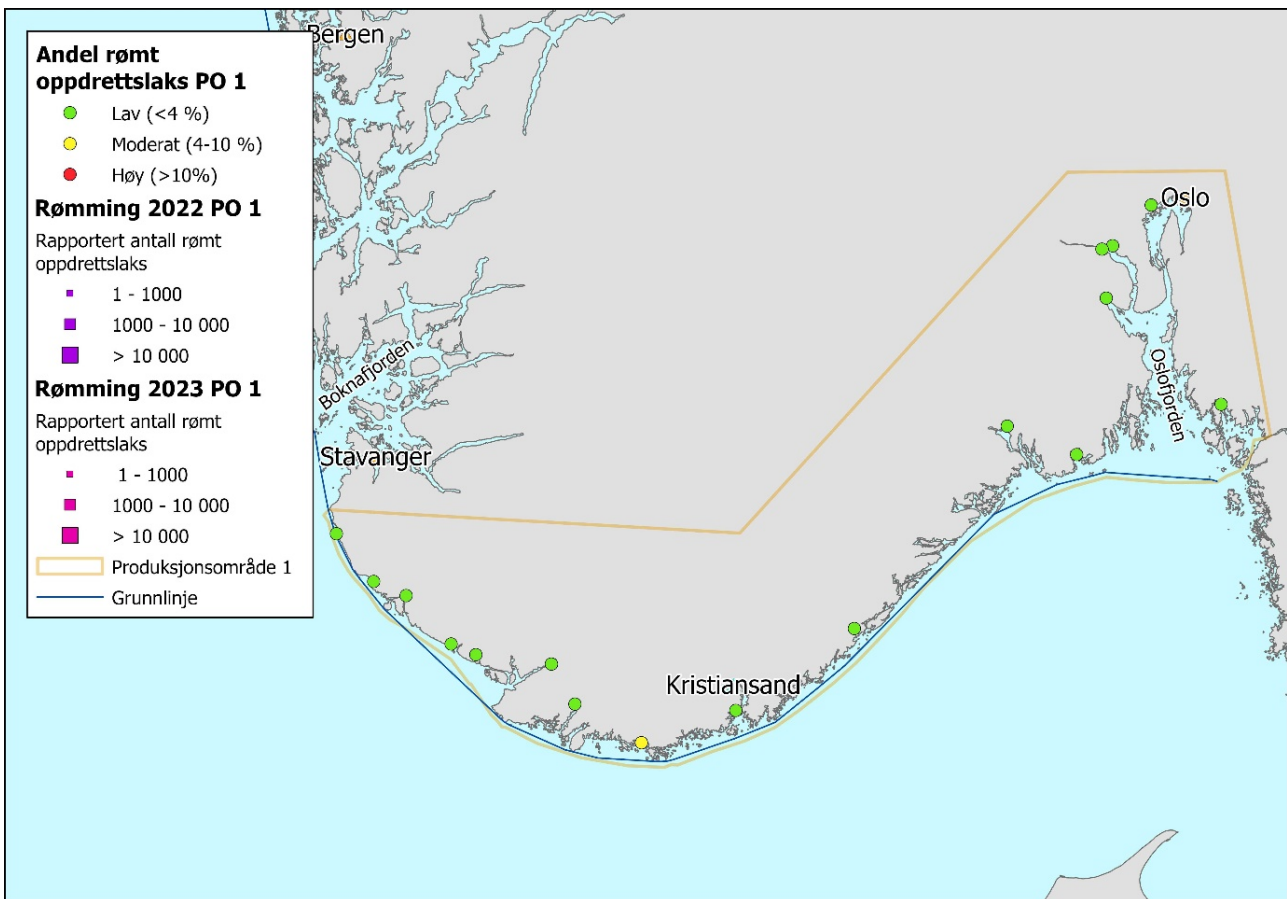 Andel rømt
oppdrettslaks PO 1
Lav (<4 %)
Moderat (4-10 %)
Høy (>10%)
Rømming 2022 PO 1
Rapportert antall rømt
oppdrettslaks
1 - 1000
1000 - 10 000
> 10 000
Rømming 2023 PO 1
Rapportert antall rømt
oppdrettslaks
1 - 1000
1000 - 10 000
> 10 000
Produksjonsområde 1
Grunnlinje
Bergen
Oslo
Boknafjorden
Oslofjorden
Stavanger
Kristiansand